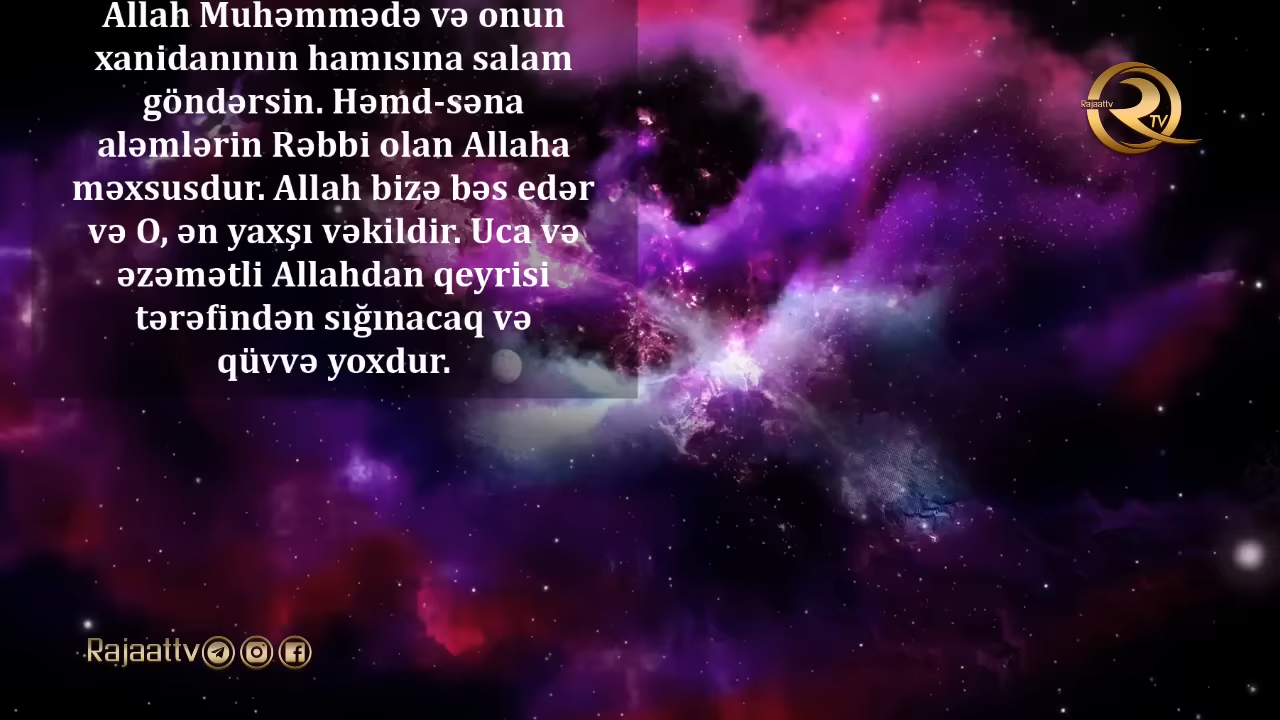 Allah Muhəmmədə və onun
xanidanının hamısına salam
göndərsin. Həmd-səna
aləmlərin Rəbbi olan Allaha
məxsusdur. Allah bizə bəs edər
və O, ən yaxşı vəkildir. Uca və
əzəmətli Allahdan qeyrisi
tərəfindən sığınacaq və
qüvvə yoxdur.
Rajaattv
TV
Rajaattv